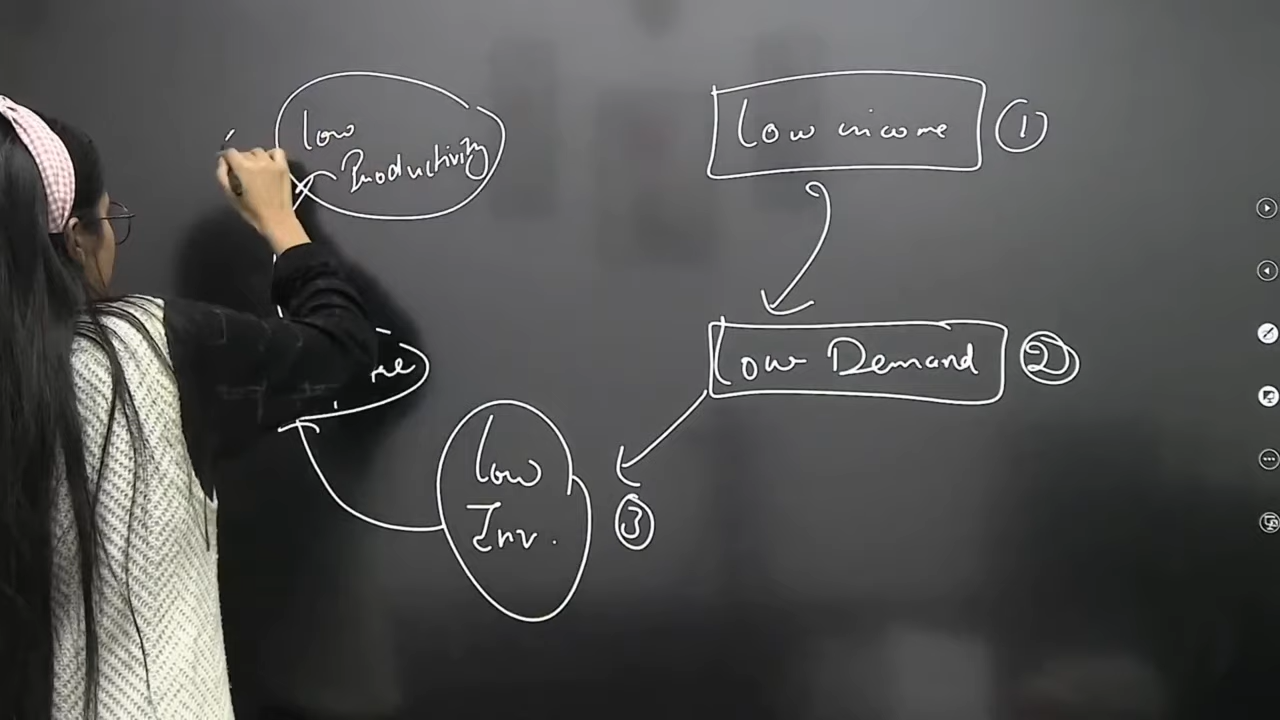 low income ①
low Demand ②
low
Inv.
③
low
Productivity